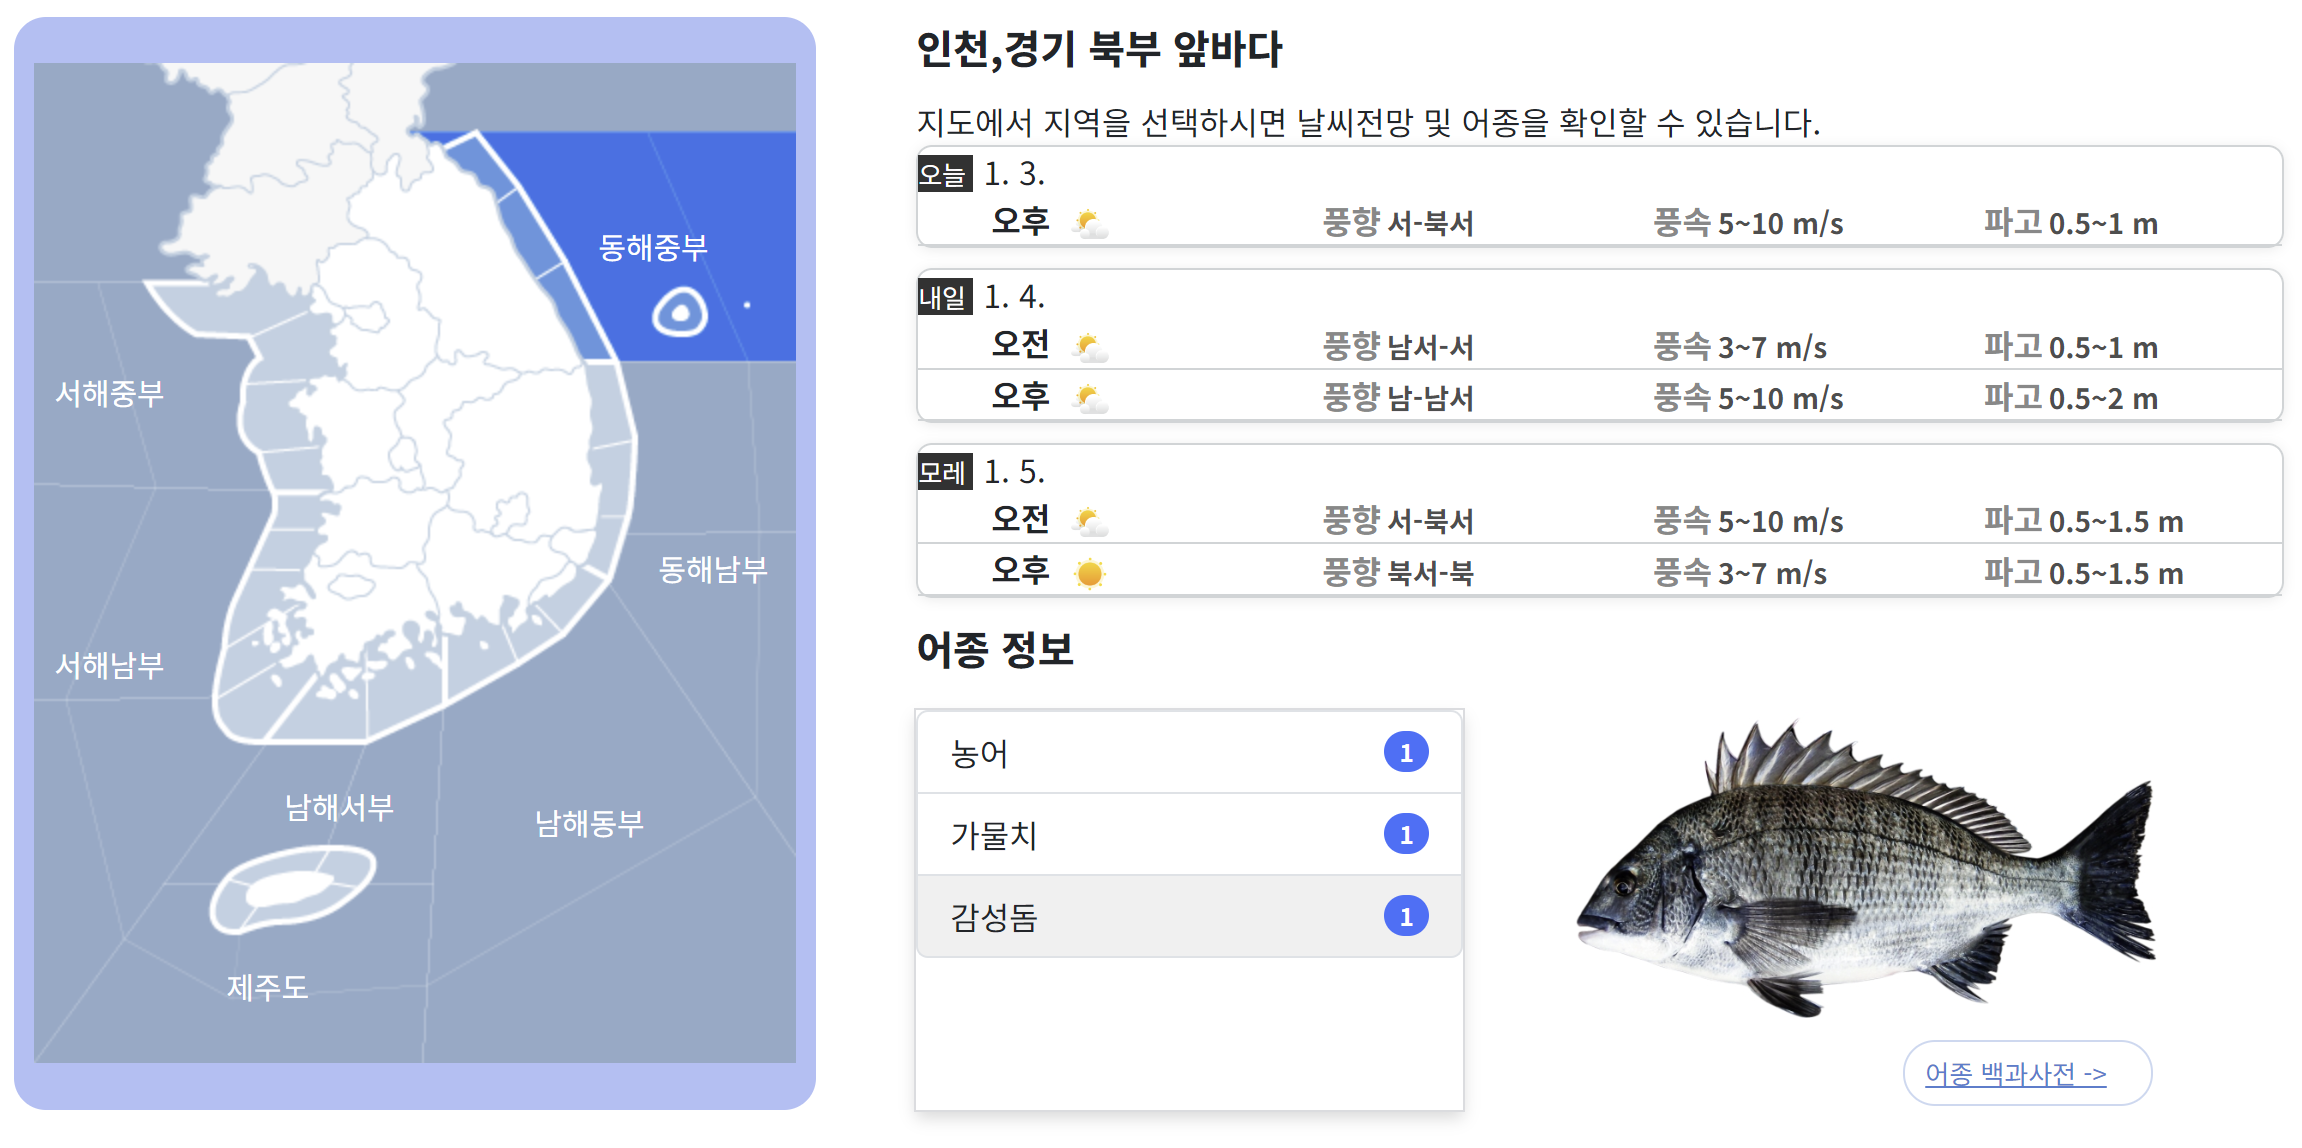 동해중부
서해중부
동해남부
서해남부
남해서부
남해동부
제주도
인천,경기 북부 앞바다
지도에서 지역을 선택하시면 날씨전망 및 어종을 확인할 수 있습니다.
오늘 1. 3.
오후 풍향 서-북서 풍속 5~10 m/s 파고 0.5~1 m
내일 1. 4.
오전 풍향 남서-서 풍속 3~7 m/s 파고 0.5~1 m
오후 풍향 남-남서 풍속 5~10 m/s 파고 0.5~2 m
모레 1. 5.
오전 풍향 서-북서 풍속 5~10 m/s 파고 0.5~1.5 m
오후 풍향 북서-북 풍속 3~7 m/s 파고 0.5~1.5 m
어종 정보
농어 1
가물치 1
감성돔 1
어종 백과사전 ->